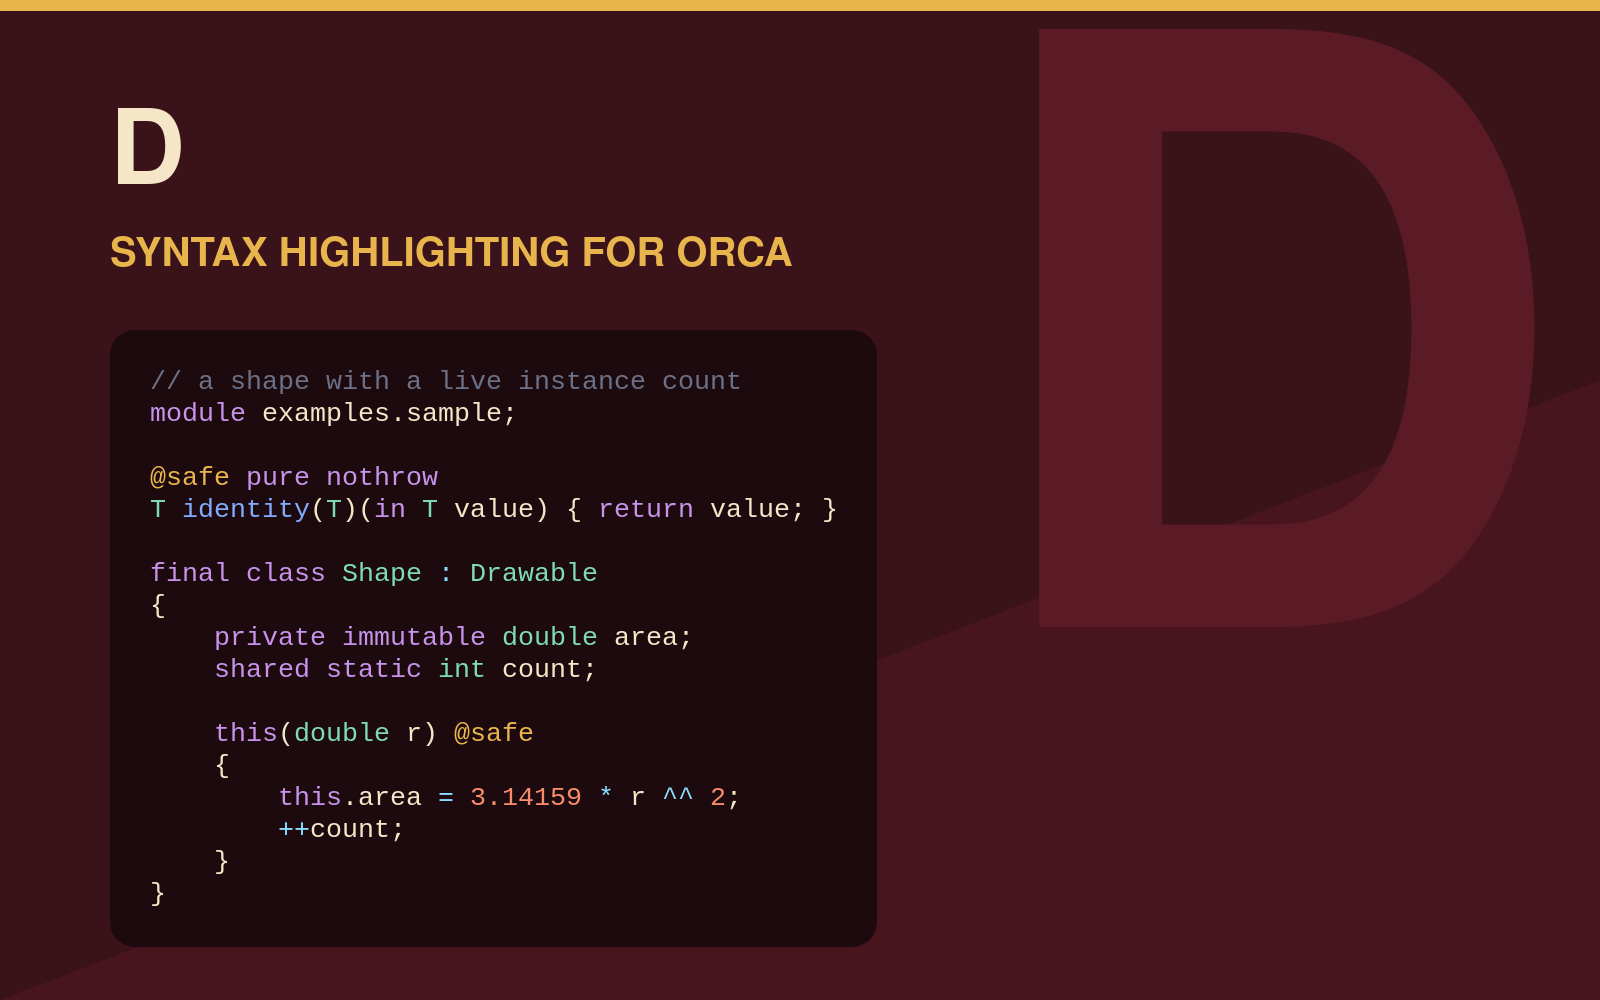 D
SYNTAX HIGHLIGHTING FOR ORCA
// a shape with a live instance count
module examples.sample;
@safe pure nothrow
T identity(T)(in T value) { return value; }
final class Shape : Drawable
{
    private immutable double area;
    shared static int count;
    this(double r) @safe
    {
        this.area = 3.14159 * r ^^ 2;
        ++count;
    }
}
D